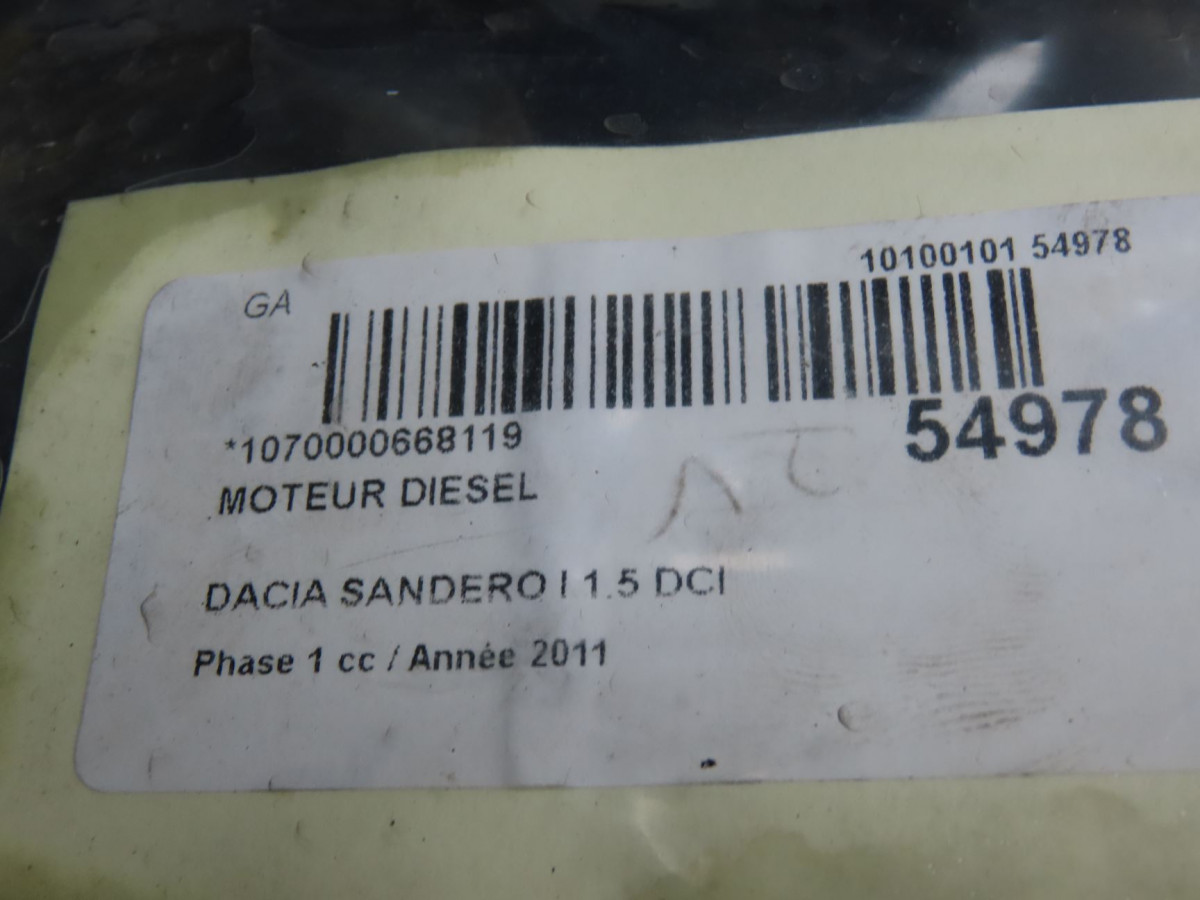 10100101 54978
GA
54978
*1070000668119
MOTEUR DIESEL
DACIA SANDERO I 1.5 DCI
Phase 1 cc / Année 2011